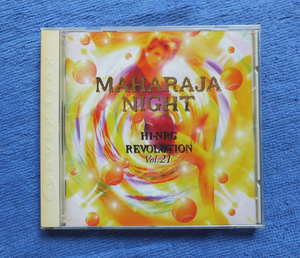 MAHARAJA
NIGHT
HI-NRG
REVOLUTION
Vol.21